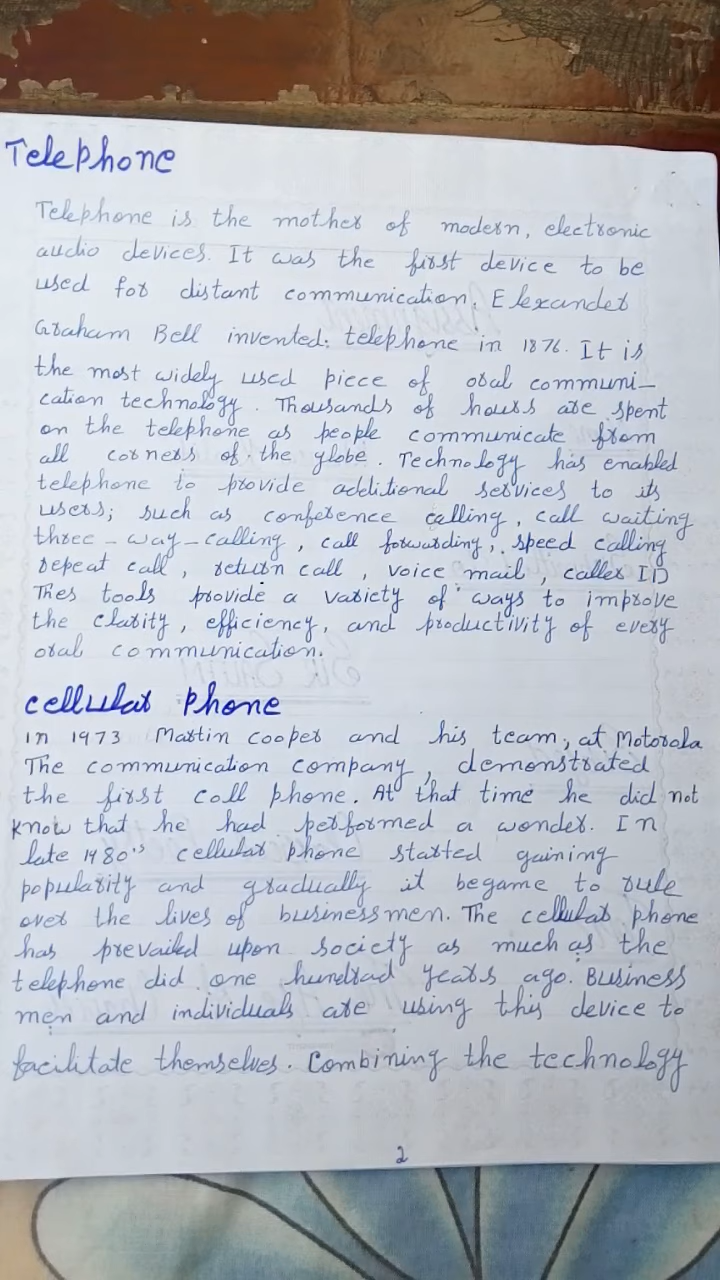 Telephone
Telephone is the mother of modern, electronic
audio devices. It was the first device to be
used for distant communication. Elexander
Graham Bell invented telephone in 1876. It is
the most widely used piece of oral communi-
cation technology. Thousands of hours are spent
on the telephone as people communicate from
all corners of the globe. Technology has enabled
telephone to provide additional services to its
users; such as conference calling, call waiting
three-way-calling, call forwarding, speed calling
repeat call, return call, voice mail, caller ID
Thes tools provide a variety of ways to improve
the clarity, efficiency, and productivity of every
oral communication.
cellular phone
In 1973 Martin cooper and his team, at Motorola
The communication company, demonstrated
the first coll phone. At that time he did not
know that he had performed a wonder. In
late 1980's cellular phone started gaining
popularity and gradually it begame to rule
over the lives of businessmen. The cellular phone
has prevailed upon society as much as the
telephone did one hundrad years ago. Business
men and individuals are using this device to
facilitate themselves. Combining the technology
2